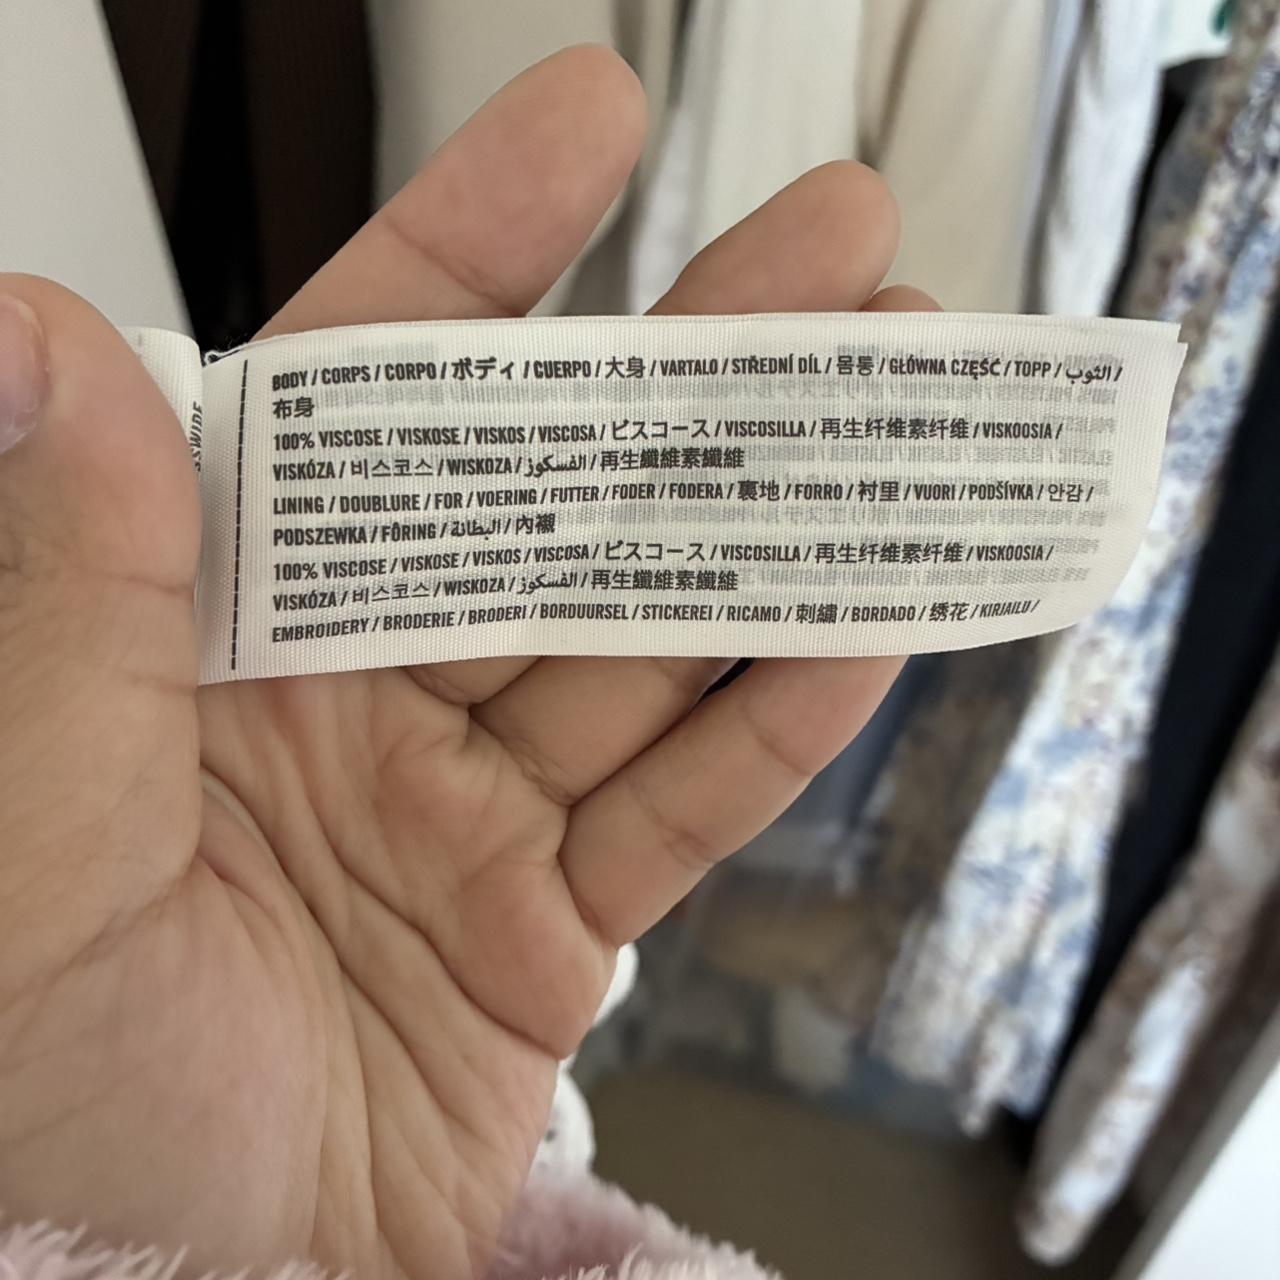 BODY / CORPS / CORPO / ボディ / CUERPO / 大身 / VARTALO / STŘEDNÍ DÍL / 몸통 / GŁÓWNA CZĘŚĆ / TOPP / الثوب /
布身
100% VISCOSE / VISKOSE / VISKOS / VISCOSA / ビスコース / VISCOSILLA / 再生纤维素纤维 / VISKOOSIA /
VISKÓZA / 비스코스 / WISKOZA / الفسكوز / 再生纖維素纖維
LINING / DOUBLURE / FOR / VOERING / FUTTER / FODER / FODERA / 裏地 / FORRO / 衬里 / VUORI / PODŠÍVKA / 안감 /
PODSZEWKA / FÔRING / البطانة / 內襯
100% VISCOSE / VISKOSE / VISKOS / VISCOSA / ビスコース / VISCOSILLA / 再生纤维素纤维 / VISKOOSIA /
VISKÓZA / 비스코스 / WISKOZA / الفسكوز / 再生纖維素纖維
EMBROIDERY / BRODERIE / BRODERI / BORDUURSEL / STICKEREI / RICAMO / 刺繍 / BORDADO / 绣花 / KIRJAILU /